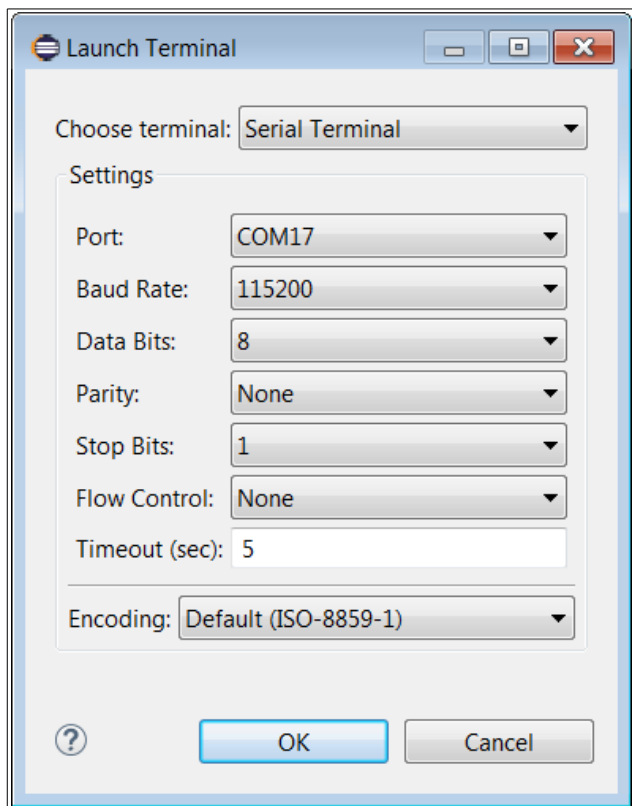 Launch Terminal
Choose terminal: Serial Terminal
Settings
Port: COM17
Baud Rate: 115200
Data Bits: 8
Parity: None
Stop Bits: 1
Flow Control: None
Timeout (sec): 5
Encoding: Default (ISO-8859-1)
? OK Cancel